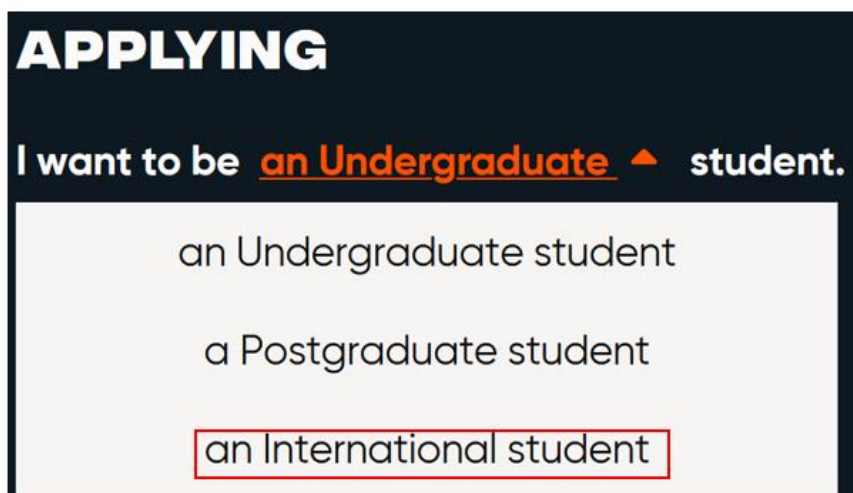 APPLYING
I want to be an Undergraduate student.
an Undergraduate student
a Postgraduate student
an International student